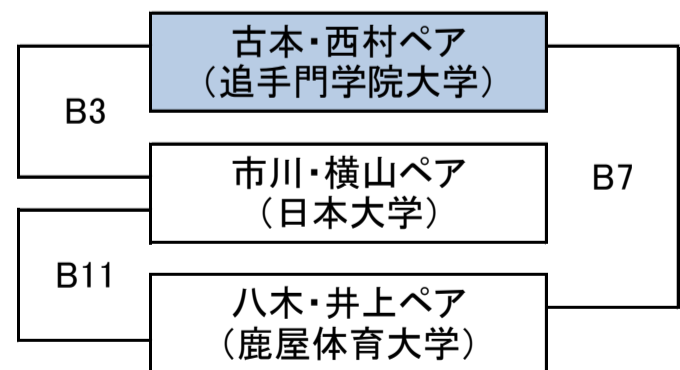 古本・西村ペア
（追手門学院大学）
B3
市川・横山ペア
（日本大学）
B7
B11
八木・井上ペア
（鹿屋体育大学）